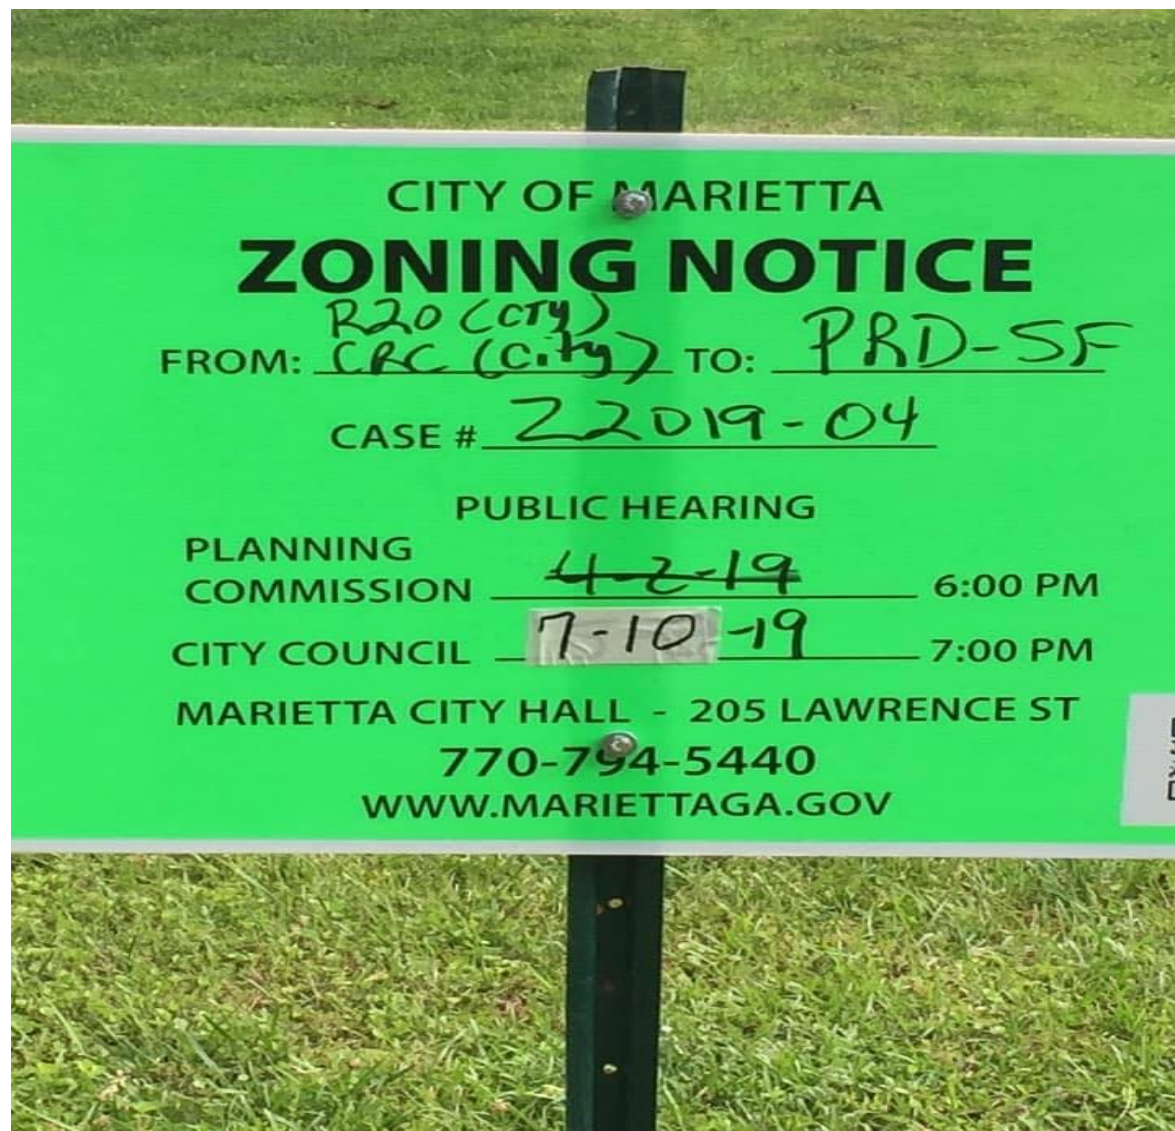 CITY OF MARIETTA
ZONING NOTICE
R20 (CTY)
FROM: CRC (City) TO: PRD-SF
CASE # Z2019-04
PUBLIC HEARING
PLANNING
COMMISSION 4-2-19 6:00 PM
CITY COUNCIL 7-10-19 7:00 PM
MARIETTA CITY HALL - 205 LAWRENCE ST
770-794-5440
WWW.MARIETTAGA.GOV